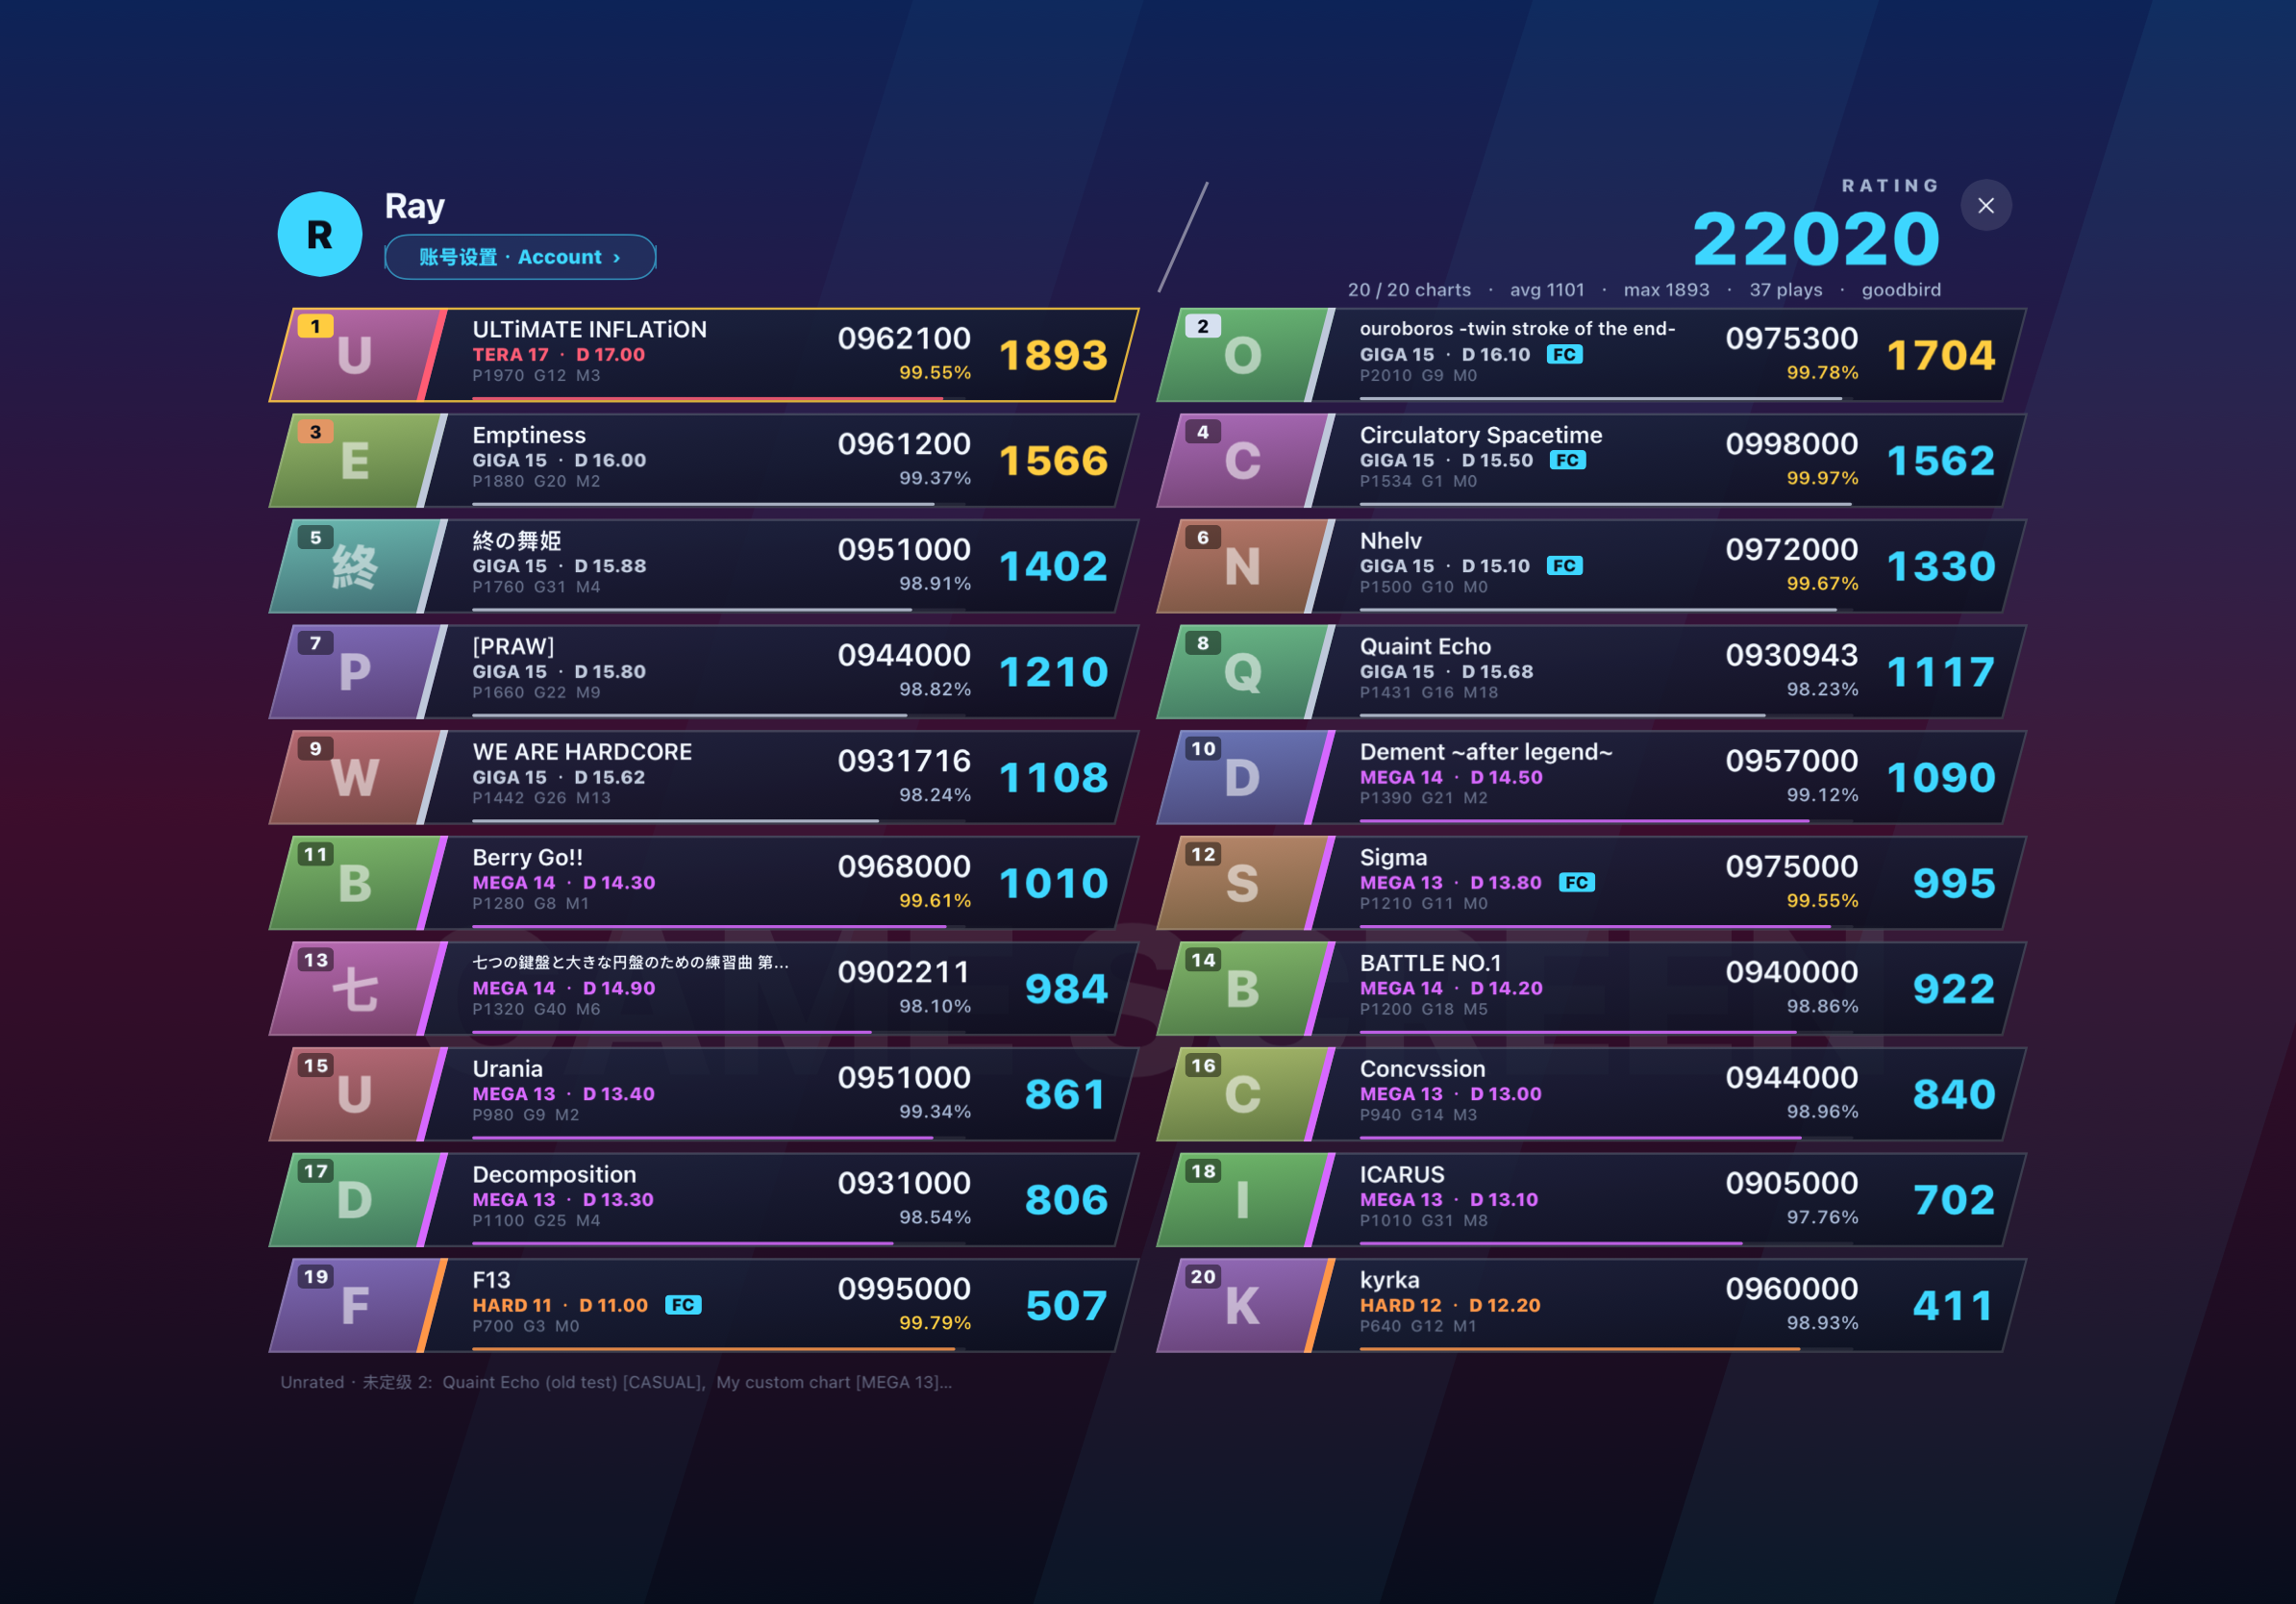 R
Ray
账号设置 · Account ›
RATING
22020
20 / 20 charts · avg 1101 · max 1893 · 37 plays · goodbird
1
U
ULTiMATE INFLATiON
TERA 17 · D 17.00
P1970 G12 M3
0962100
99.55%
1893
2
O
ouroboros -twin stroke of the end-
GIGA 15 · D 16.10 FC
P2010 G9 M0
0975300
99.78%
1704
3
E
Emptiness
GIGA 15 · D 16.00
P1880 G20 M2
0961200
99.37%
1566
4
C
Circulatory Spacetime
GIGA 15 · D 15.50 FC
P1534 G1 M0
0998000
99.97%
1562
5
終
終の舞姫
GIGA 15 · D 15.88
P1760 G31 M4
0951000
98.91%
1402
6
N
Nhelv
GIGA 15 · D 15.10 FC
P1500 G10 M0
0972000
99.67%
1330
7
P
[PRAW]
GIGA 15 · D 15.80
P1660 G22 M9
0944000
98.82%
1210
8
Q
Quaint Echo
GIGA 15 · D 15.68
P1431 G16 M18
0930943
98.23%
1117
9
W
WE ARE HARDCORE
GIGA 15 · D 15.62
P1442 G26 M13
0931716
98.24%
1108
10
D
Dement ~after legend~
MEGA 14 · D 14.50
P1390 G21 M2
0957000
99.12%
1090
11
B
Berry Go!!
MEGA 14 · D 14.30
P1280 G8 M1
0968000
99.61%
1010
12
S
Sigma
MEGA 13 · D 13.80 FC
P1210 G11 M0
0975000
99.55%
995
13
七
七つの鍵盤と大きな円盤のための練習曲 第...
MEGA 14 · D 14.90
P1320 G40 M6
0902211
98.10%
984
14
B
BATTLE NO.1
MEGA 14 · D 14.20
P1200 G18 M5
0940000
98.86%
922
GAME SCREEN
15
U
Urania
MEGA 13 · D 13.40
P980 G9 M2
0951000
99.34%
861
16
C
Concvssion
MEGA 13 · D 13.00
P940 G14 M3
0944000
98.96%
840
17
D
Decomposition
MEGA 13 · D 13.30
P1100 G25 M4
0931000
98.54%
806
18
I
ICARUS
MEGA 13 · D 13.10
P1010 G31 M8
0905000
97.76%
702
19
F
F13
HARD 11 · D 11.00 FC
P700 G3 M0
0995000
99.79%
507
20
K
kyrka
HARD 12 · D 12.20
P640 G12 M1
0960000
98.93%
411
Unrated · 未定级 2: Quaint Echo (old test) [CASUAL], My custom chart [MEGA 13]...